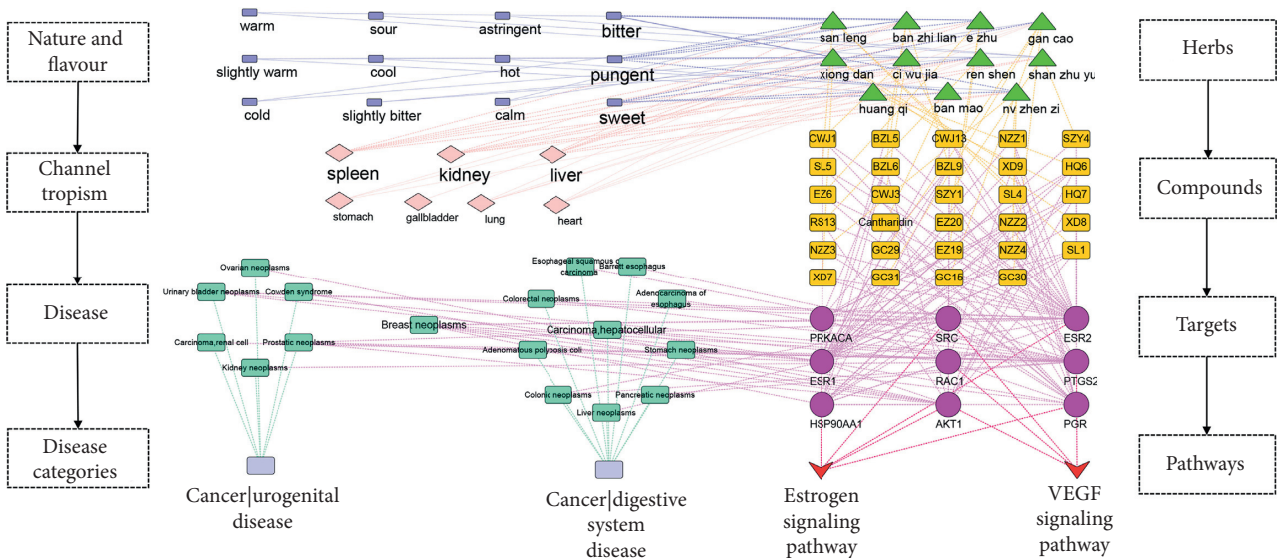 Nature and
flavour
Channel
tropism
Disease
Disease
categories
warm
sour
astringent
bitter
slightly warm
cool
hot
pungent
cold
slightly bitter
calm
sweet
spleen
kidney
liver
stomach
gallbladder
lung
heart
san leng
ban zhi lian
e zhu
gan cao
xiong dan
ci wu jia
ren shen
shan zhu yu
huang qi
ban mao
nv zhen zi
CWJ1
BZL5
CWJ13
NZZ1
SZY4
SL5
BZL6
BZL9
XD9
HQ6
EZ6
CWJ3
SZY1
SL4
HQ7
RS13
Cantharidin
EZ20
NZZ2
XD8
NZZ3
GC29
EZ19
NZZ4
SL1
XD7
GC31
GC16
GC30
Ovarian neoplasms
Urinary bladder neoplasms
Cowden syndrome
Carcinoma,renal cell
Prostatic neoplasms
Kidney neoplasms
Breast neoplasms
Esophageal squamous c
carcinoma
Barrett esophagus
Colorectal neoplasms
Adenocarcinoma of
esophagus
Carcinoma,hepatocellular
Adenomatous polyposis coli
Stomach neoplasms
Colonic neoplasms
Pancreatic neoplasms
Liver neoplasms
PRKACA
SRC
ESR2
ESR1
RAC1
PTGS2
HSP90AA1
AKT1
PGR
Cancer|urogenital
disease
Cancer|digestive
system
disease
Estrogen
signaling
pathway
VEGF
signaling
pathway
Herbs
Compounds
Targets
Pathways